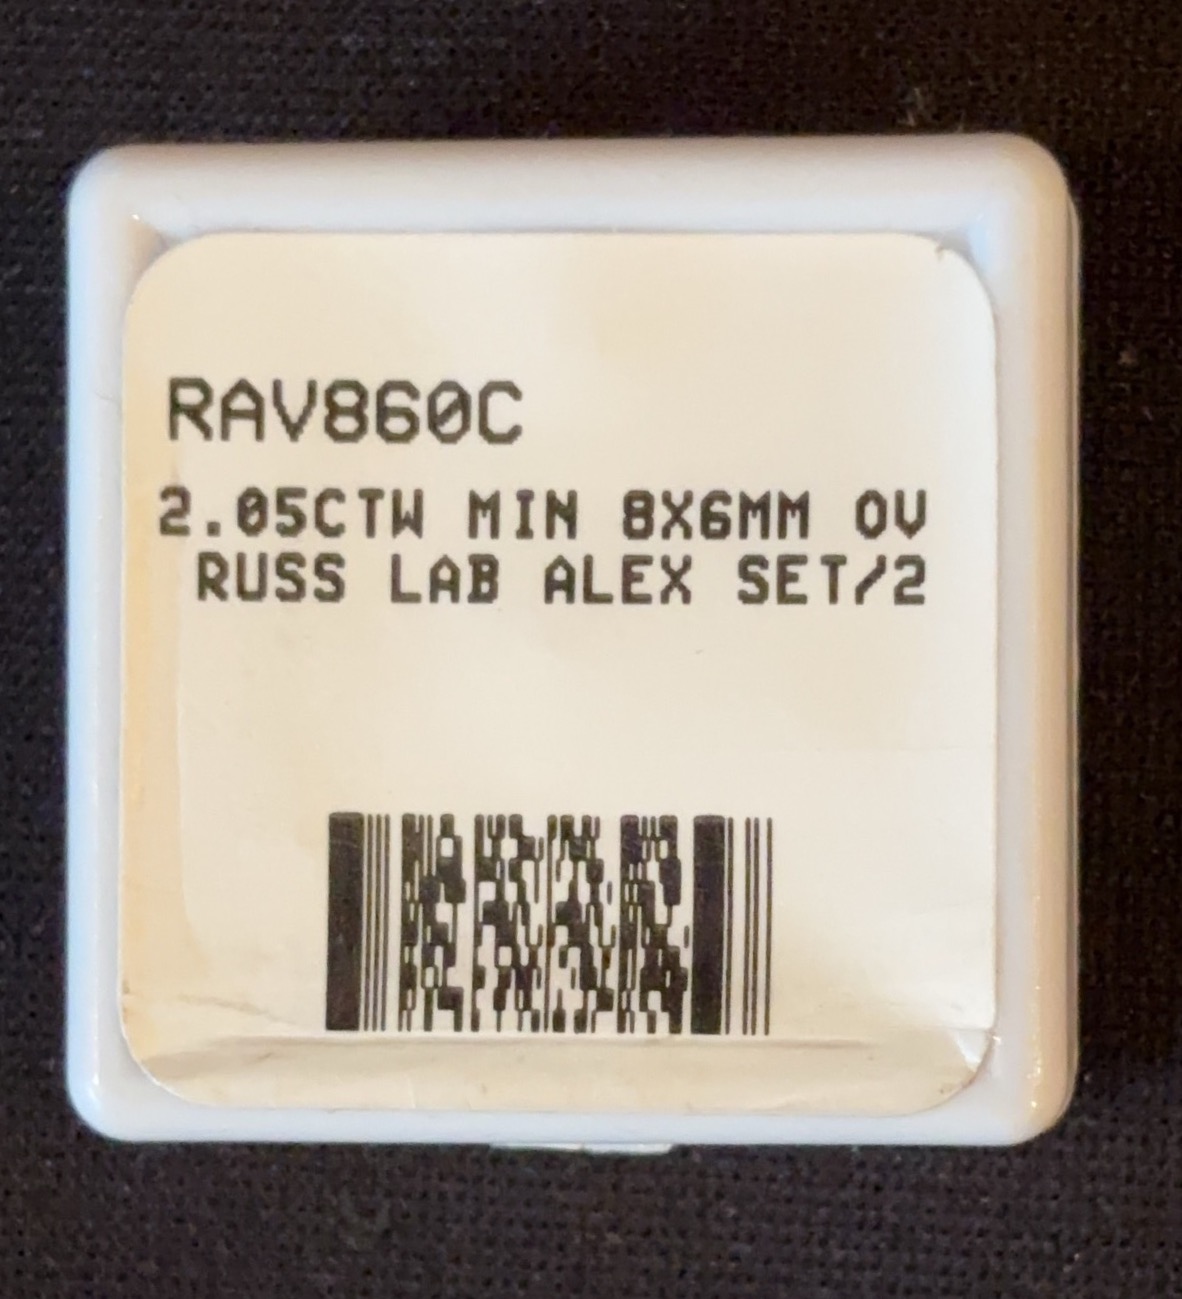 RAV860C
2.05CTW MIN 8X6MM OV
RUSS LAB ALEX SET/2